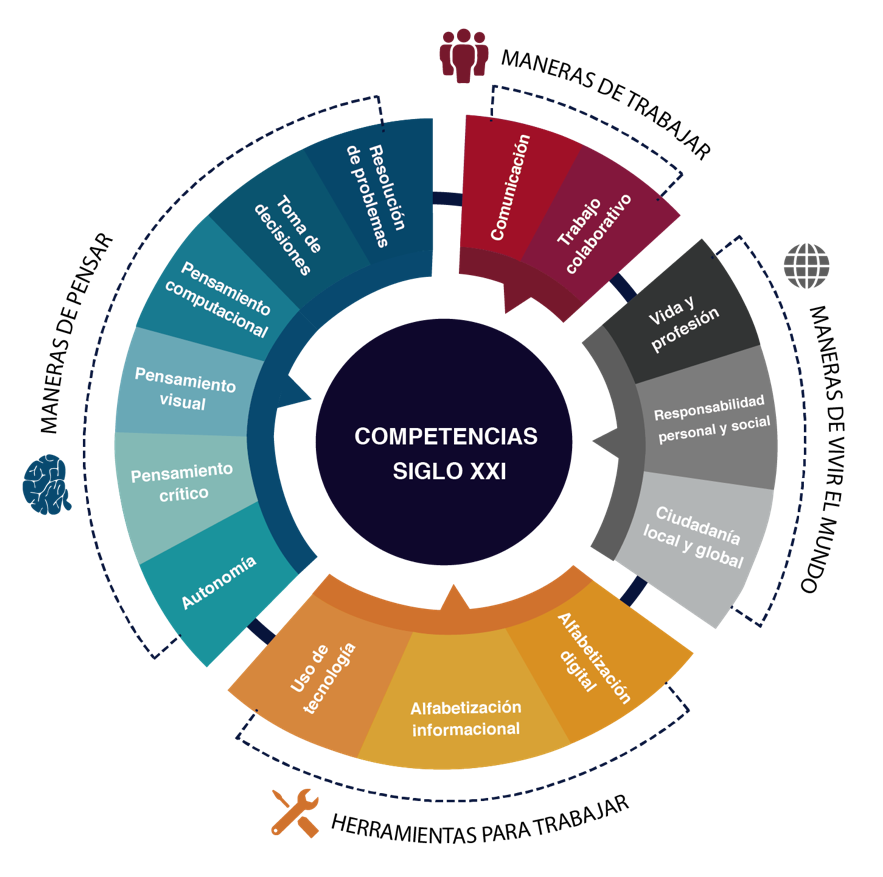 COMPETENCIAS
SIGLO XXI
MANERAS DE TRABAJAR
Comunicación
Trabajo
colaborativo
MANERAS DE VIVIR EL MUNDO
Vida y
profesión
Responsabilidad
personal y social
Ciudadanía
local y global
HERRAMIENTAS PARA TRABAJAR
Alfabetización
digital
Alfabetización
informacional
Uso de
tecnología
MANERAS DE PENSAR
Autonomía
Pensamiento
crítico
Pensamiento
visual
Pensamiento
computacional
Toma de
decisiones
Resolución
de problemas